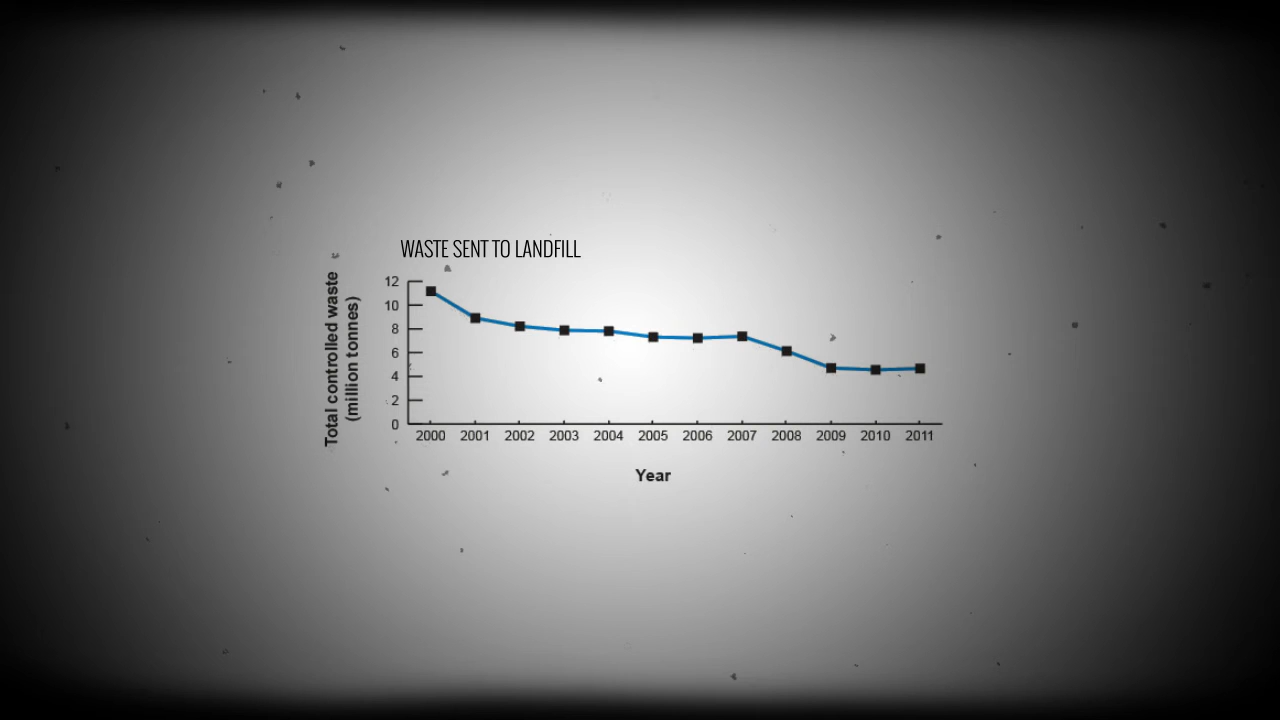 WASTE SENT TO LANDFILL
Total controlled waste
(million tonnes)
12
10
8
6
4
2
0
2000 2001 2002 2003 2004 2005 2006 2007 2008 2009 2010 2011
Year